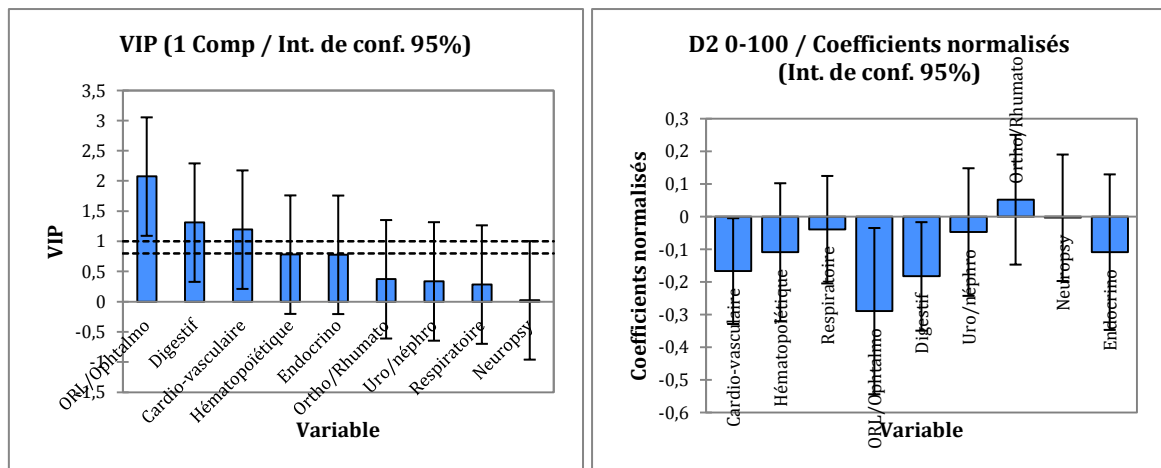 VIP (1 Comp / Int. de conf. 95%)
3,5
3
2,5
2
1,5
1
0,5
0
-0,5
-1
-1,5
VIP
ORL/Ophtalmo
Digestif
Cardio-vasculaire
Hématopoïétique
Endocrino
Ortho/Rhumato
Uro/néphro
Respiratoire
Neuropsy
Variable
D2 0-100 / Coefficients normalisés
(Int. de conf. 95%)
0,3
0,2
0,1
0
-0,1
-0,2
-0,3
-0,4
-0,5
-0,6
Coefficients normalisés
Cardio-vasculaire
Hématopoïétique
Respiratoire
ORL/Ophtalmo
Digestif
Uro/néphro
Ortho/Rhumato
Neuropsy
Endocrino
Variable